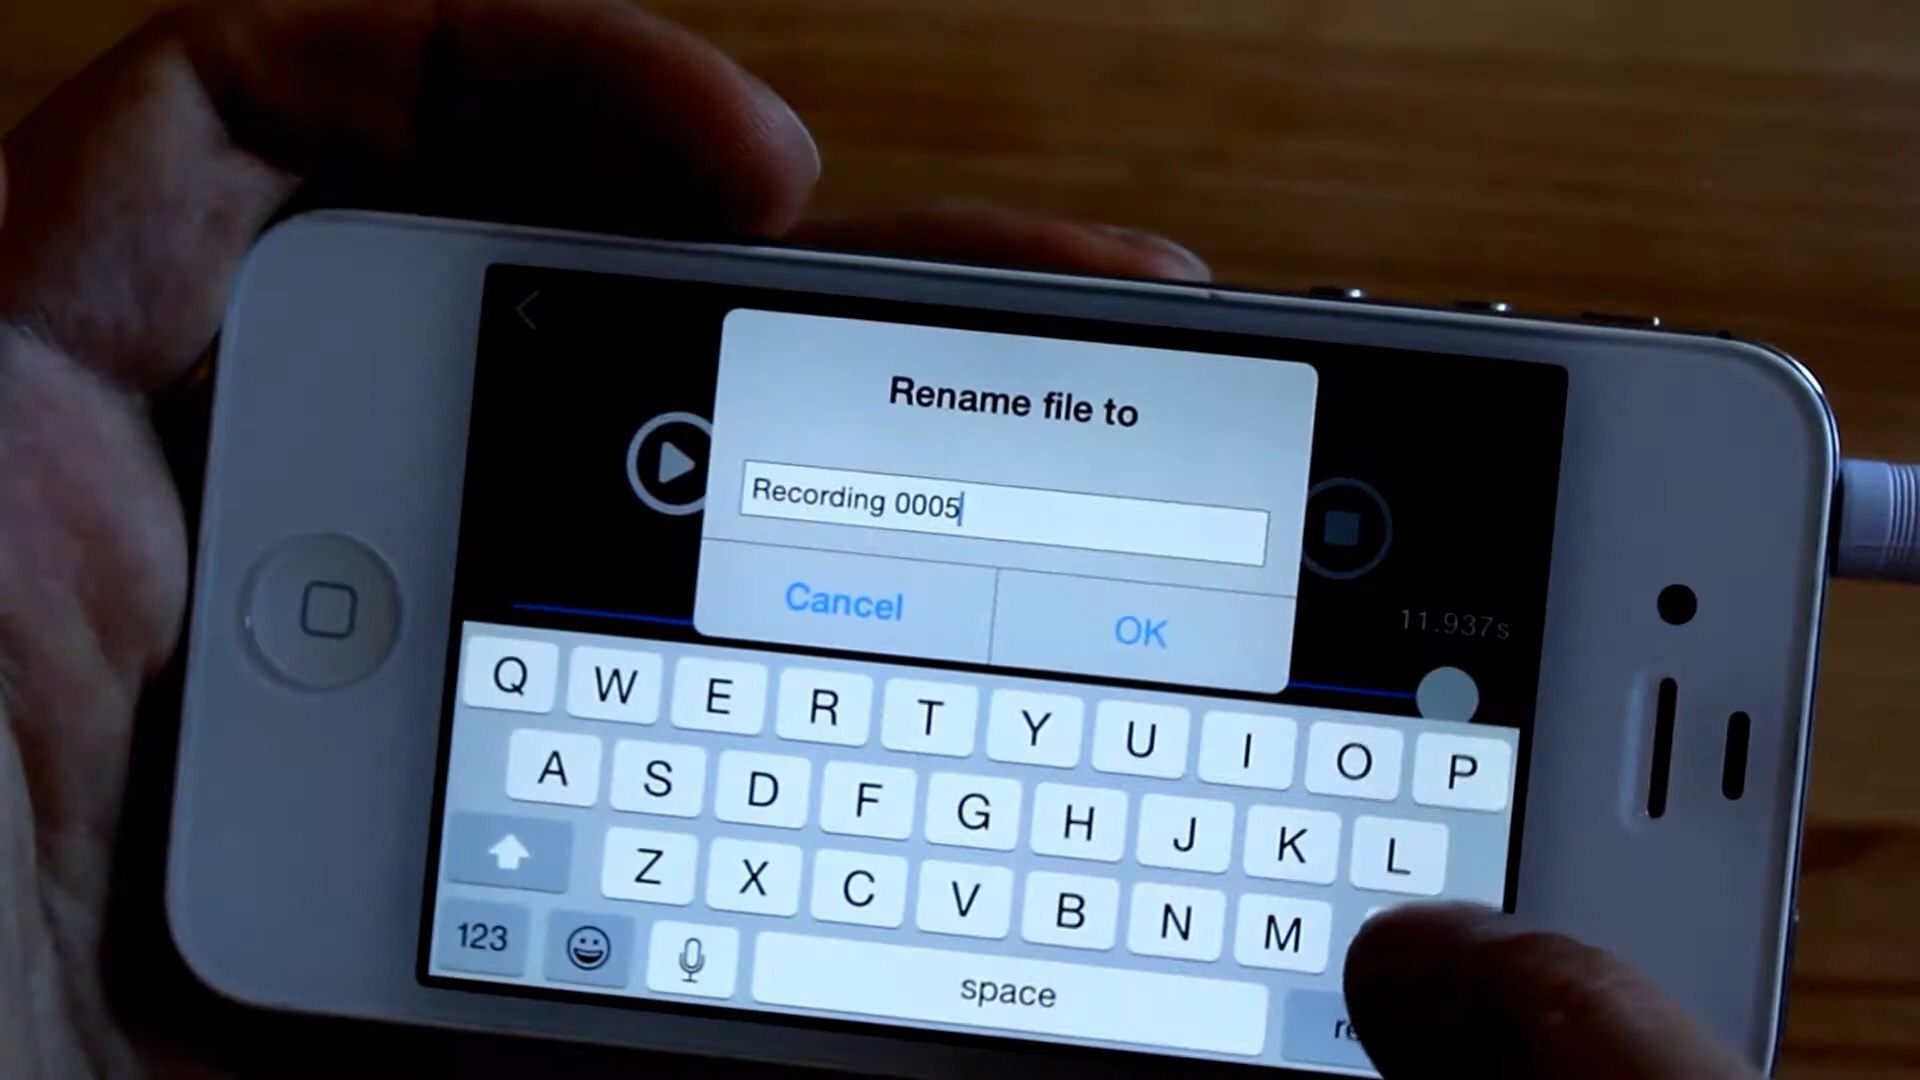 Rename file to
Recording 0005
Cancel OK
11.937s
Q W E R T Y U I O P
A S D F G H J K L
Z X C V B N M
123 space